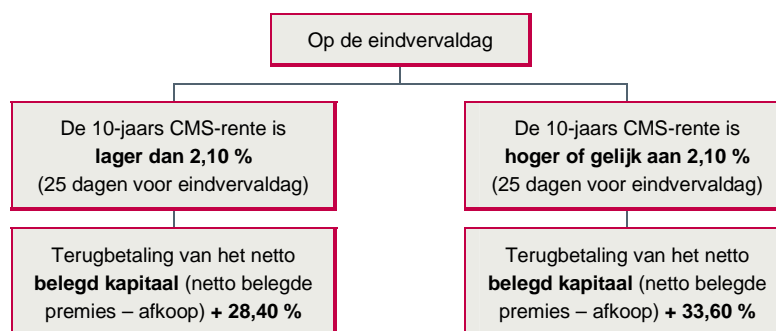 Op de eindvervaldag
De 10-jaars CMS-rente is
lager dan 2,10 %
(25 dagen voor eindvervaldag)
De 10-jaars CMS-rente is
hoger of gelijk aan 2,10 %
(25 dagen voor eindvervaldag)
Terugbetaling van het netto
belegd kapitaal (netto belegde
premies – afkoop) + 28,40 %
Terugbetaling van het netto
belegd kapitaal (netto belegde
premies – afkoop) + 33,60 %